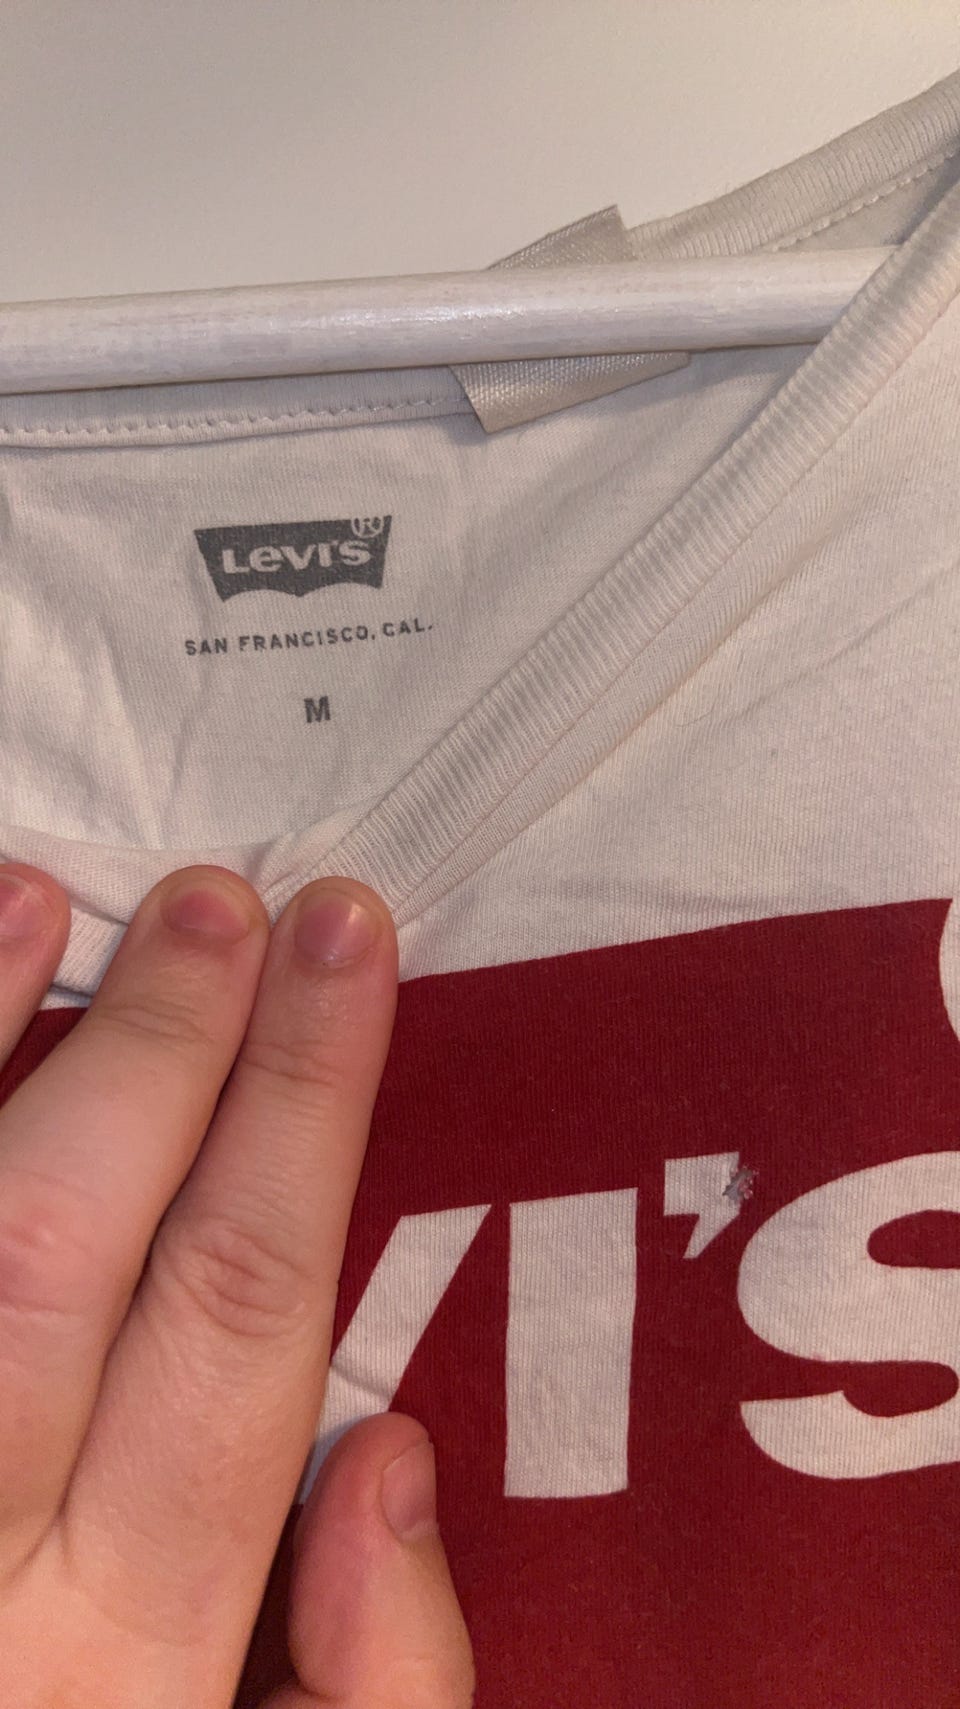 LEVI'S ®
SAN FRANCISCO, CAL.
M
VI'S